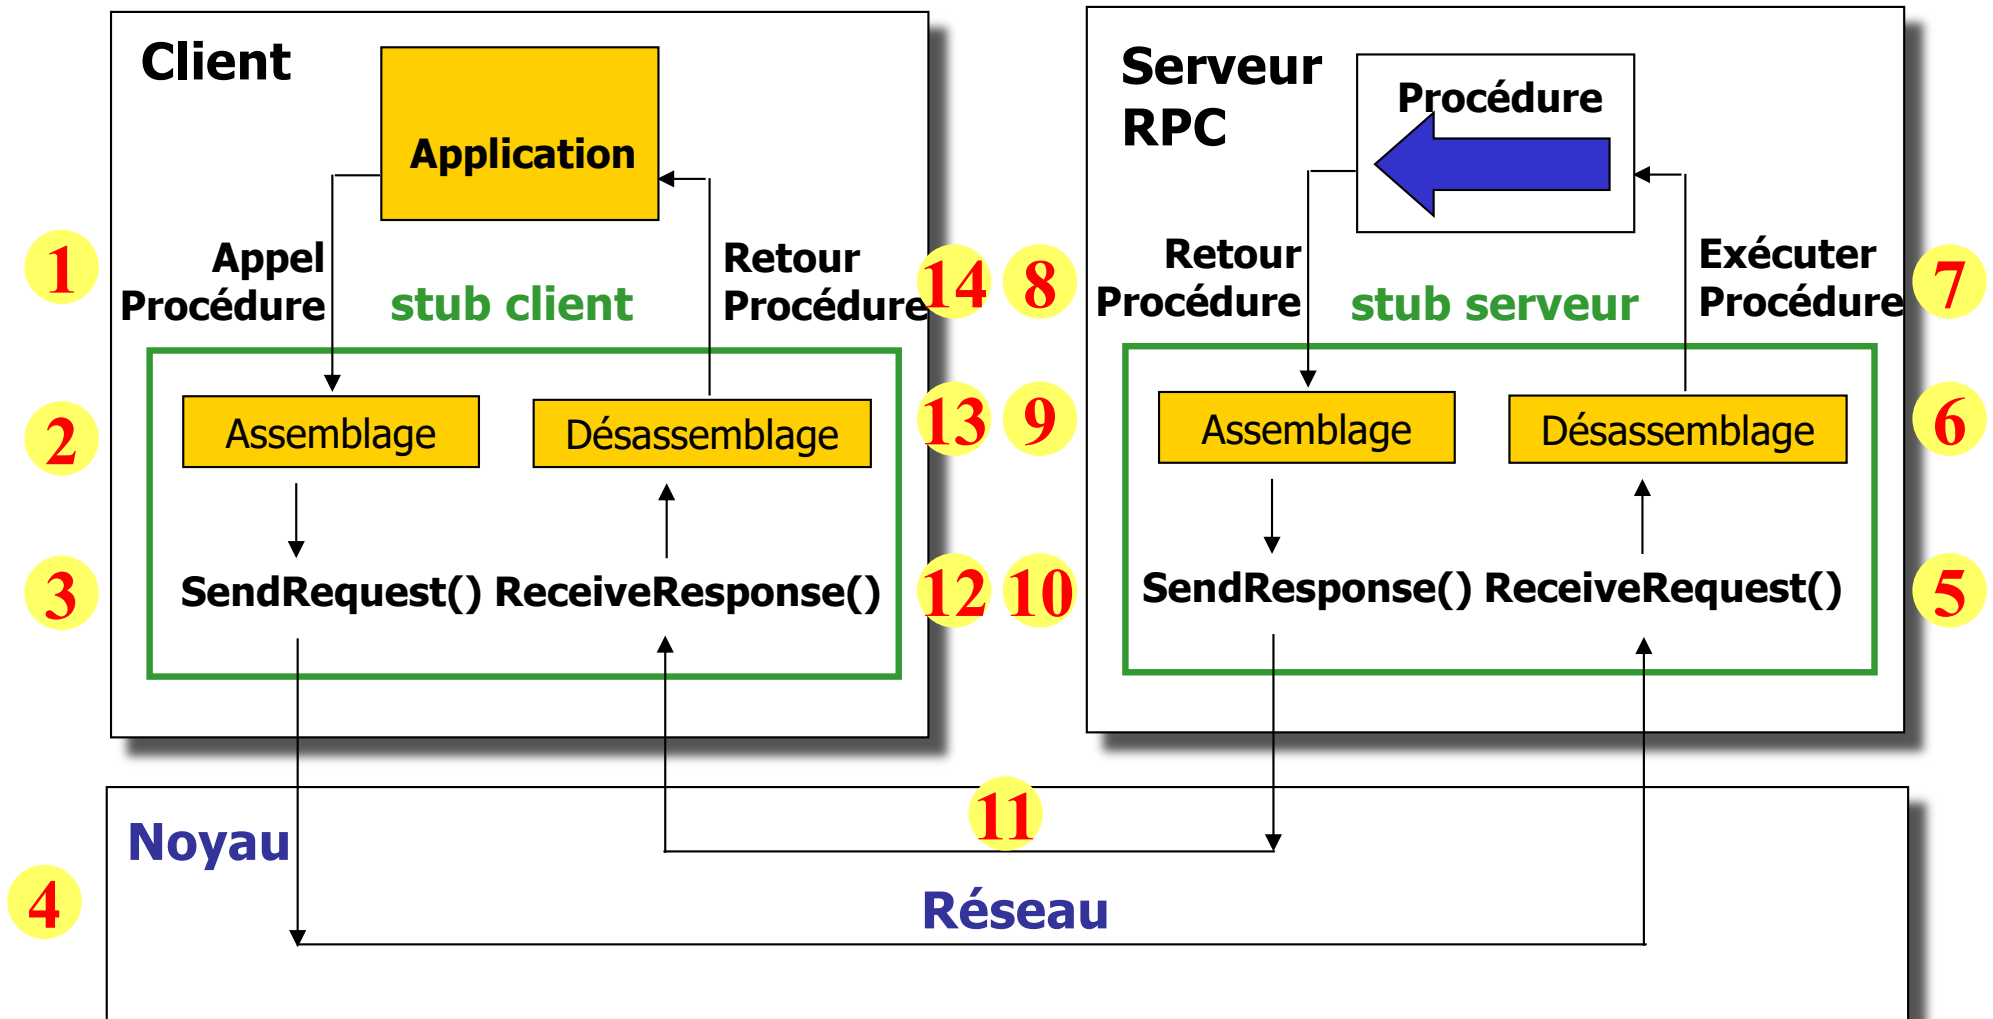 Client
Application
1
Appel
Procédure
stub client
Retour
Procédure
14
2
Assemblage
Désassemblage
13
3
SendRequest()
ReceiveResponse()
12
Serveur
RPC
Procédure
8
Retour
Procédure
stub serveur
Exécuter
Procédure
7
9
Assemblage
Désassemblage
6
10
SendResponse()
ReceiveRequest()
5
11
Noyau
4
Réseau